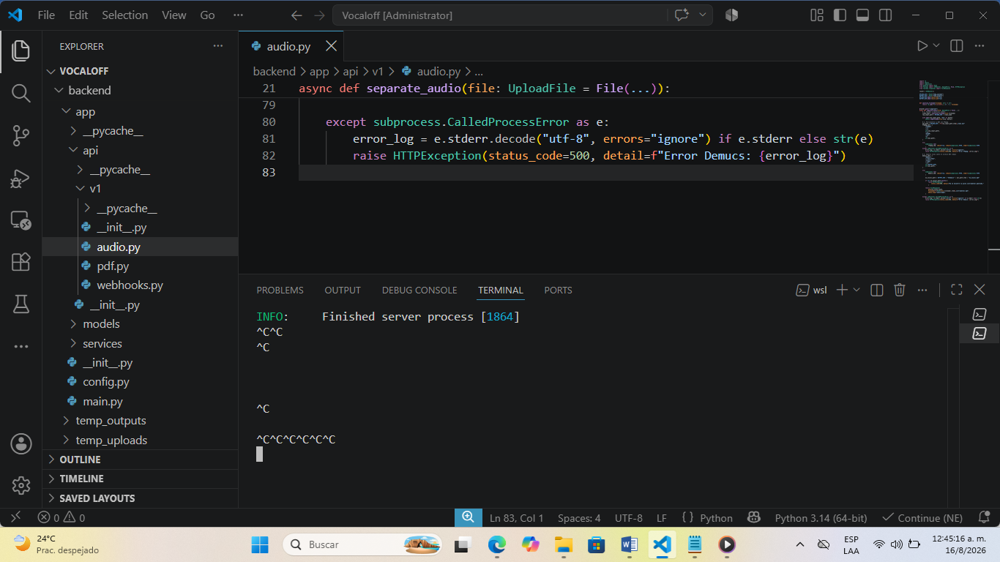 File Edit Selection View Go ··· Vocaloff [Administrator]
EXPLORER
VOCALOFF
backend
app
__pycache__
api
__pycache__
v1
__pycache__
__init__.py
audio.py
pdf.py
webhooks.py
__init__.py
models
services
__init__.py
config.py
main.py
temp_outputs
temp_uploads
OUTLINE
TIMELINE
SAVED LAYOUTS
audio.py
backend > app > api > v1 > audio.py > ...
21 async def separate_audio(file: UploadFile = File(...)):
79
80 except subprocess.CalledProcessError as e:
81 error_log = e.stderr.decode("utf-8", errors="ignore") if e.stderr else str(e)
82 raise HTTPException(status_code=500, detail=f"Error Demucs: {error_log}")
83
PROBLEMS OUTPUT DEBUG CONSOLE TERMINAL PORTS wsl
INFO: Finished server process [1864]
^C^C
^C
^C
^C^C^C^C^C^C
0 0 Ln 83, Col 1 Spaces: 4 UTF-8 LF { } Python Python 3.14 (64-bit) Continue (NE)
24°C
Prac. despejado
Buscar
ESP
LAA
12:45:16 a. m.
16/8/2026